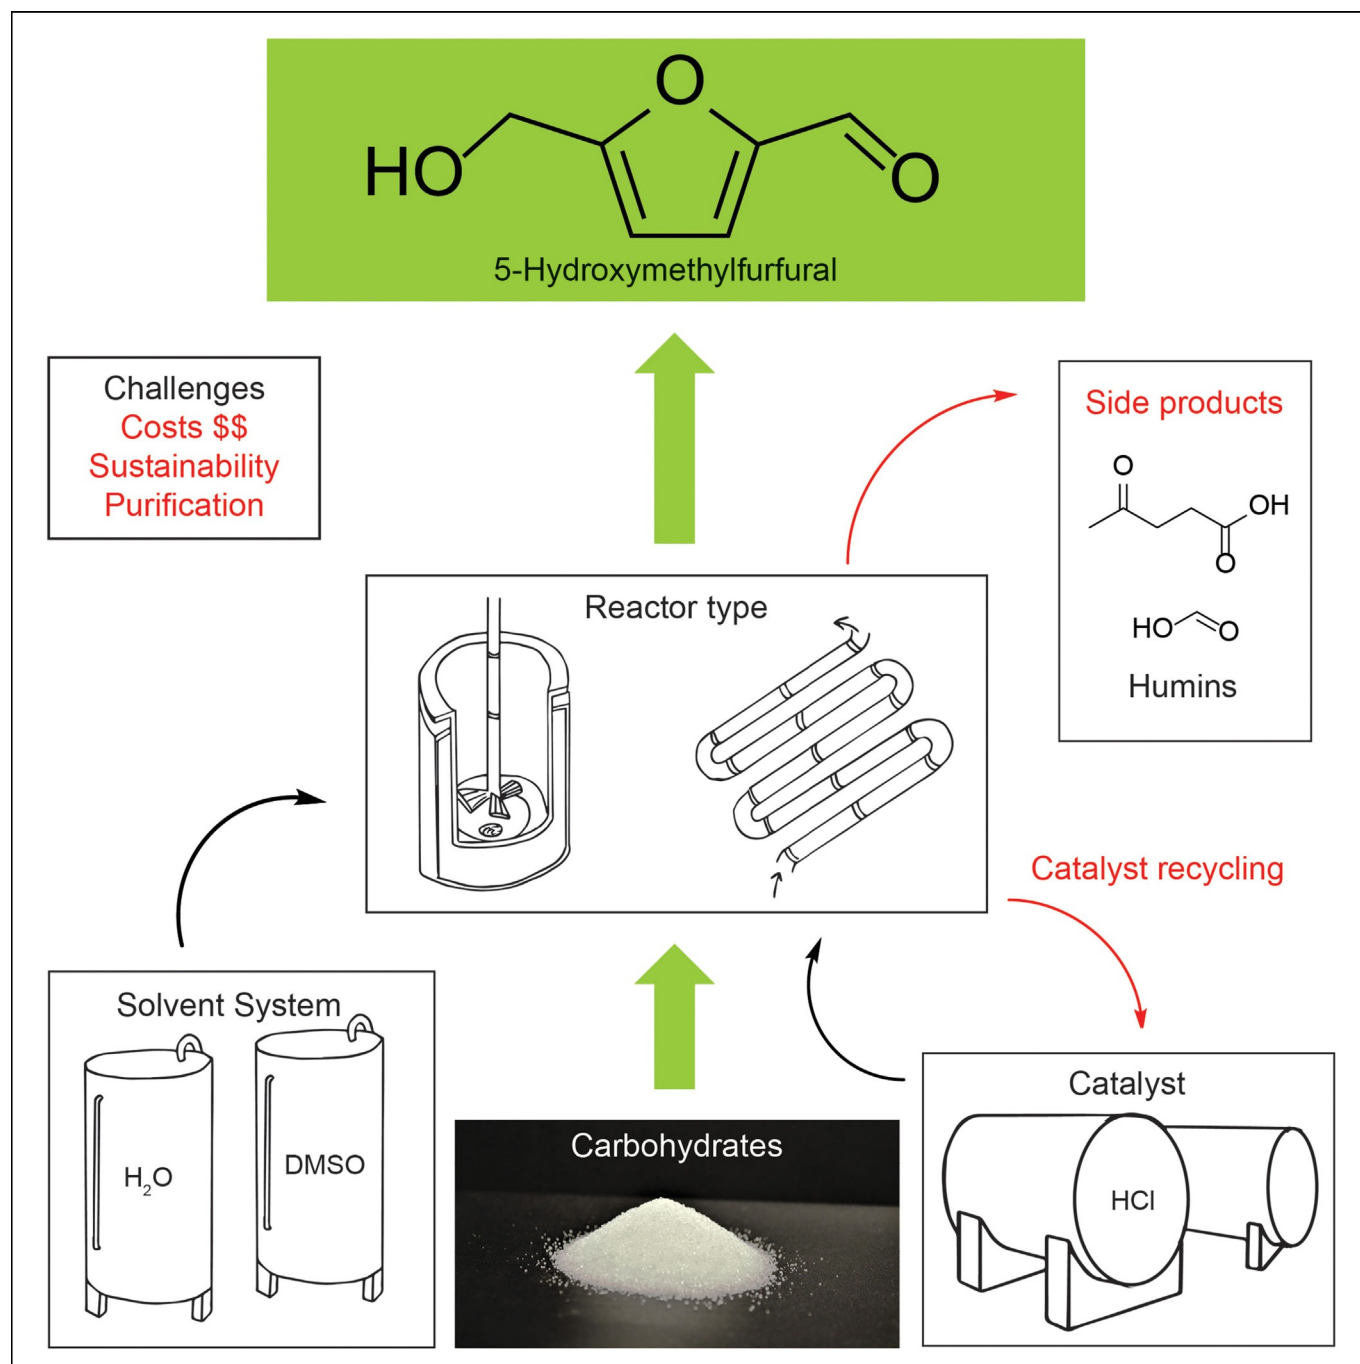 O
HO
O
5-Hydroxymethylfurfural
Challenges
Costs $$
Sustainability
Purification
Side products
O
OH
O
HO
O
Humins
Reactor type
Catalyst recycling
Solvent System
H₂O
DMSO
Carbohydrates
Catalyst
HCl